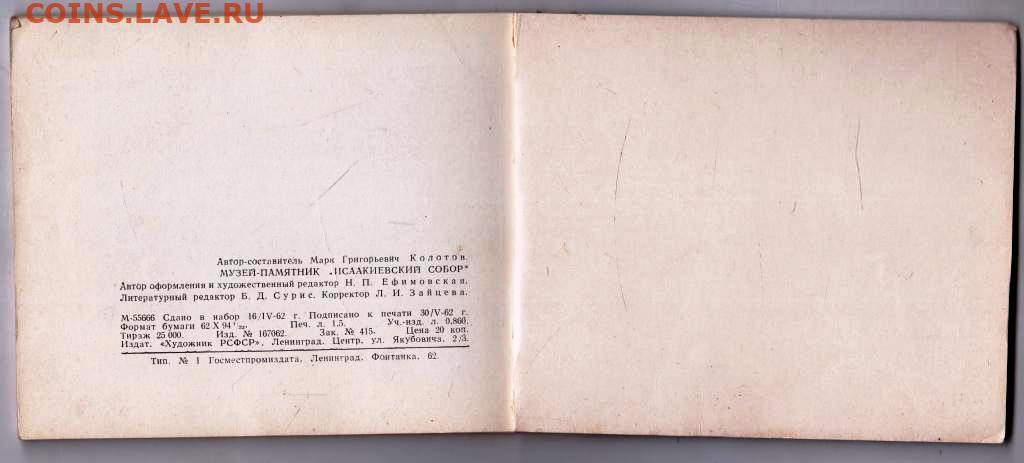 COINS.LAVE.RU
Автор-составитель Марк Григорьевич Колотов
МУЗЕЙ-ПАМЯТНИК „ИСААКИЕВСКИЙ СОБОР"
Автор оформления и художественный редактор Н. П. Ефимовская.
Литературный редактор Б. Д. Сурис. Корректор Л. И. Зайцева.
М-55666 Сдано в набор 16/IV-62 г. Подписано к печати 30/V-62 г.
Формат бумаги 62 X 94 1/32. Печ. л. 1,5. Уч.-изд. л. 0,860.
Тираж 25 000. Изд. № 167062. Зак. № 415. Цена 20 коп.
Издат. «Художник РСФСР», Ленинград. Центр, ул. Якубовича, 2/3.
Тип. № 1 Госместпромиздата, Ленинград, Фонтанка, 62.